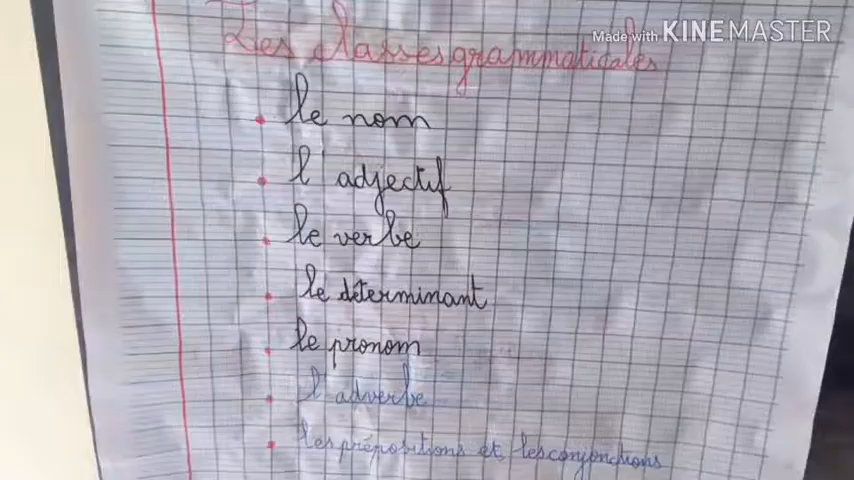 Made with KINEMASTER
Les classes grammaticales
le nom
l'adjectif
le verbe
le déterminant
le pronom
l'adverbe
les prépositions et les conjonctions